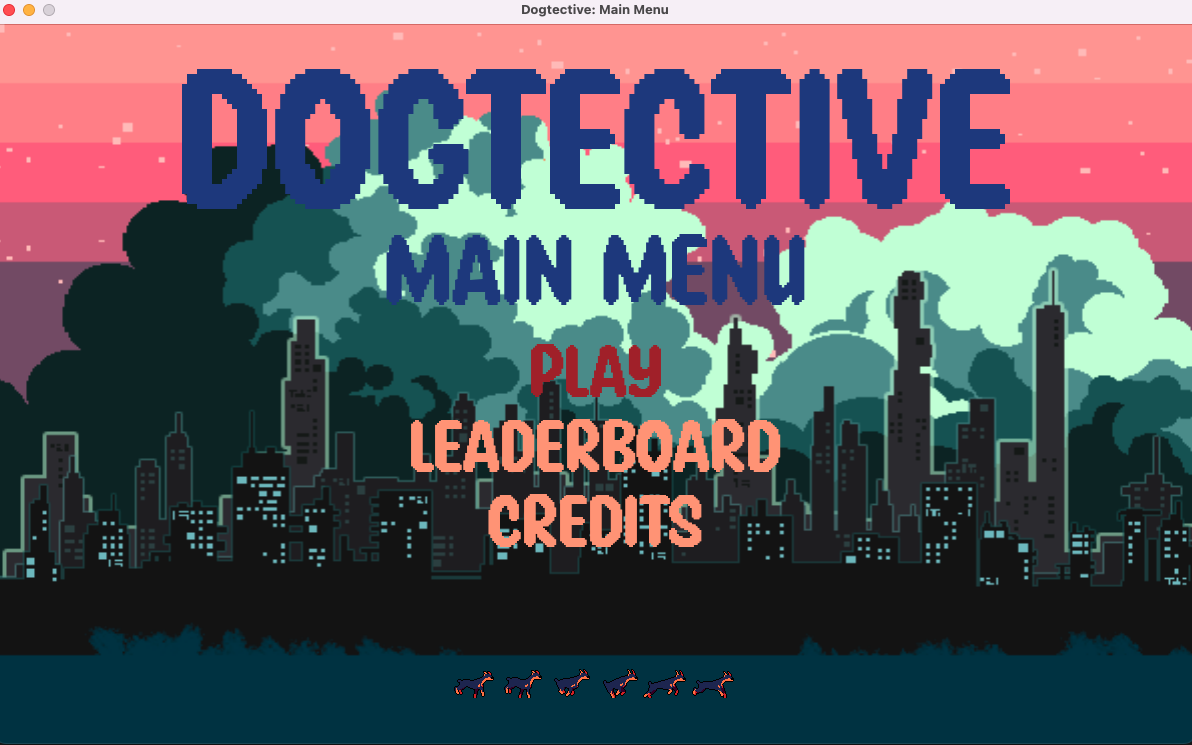 Dogtective: Main Menu
DOGTECTIVE
MAIN MENU
PLAY
LEADERBOARD
CREDITS